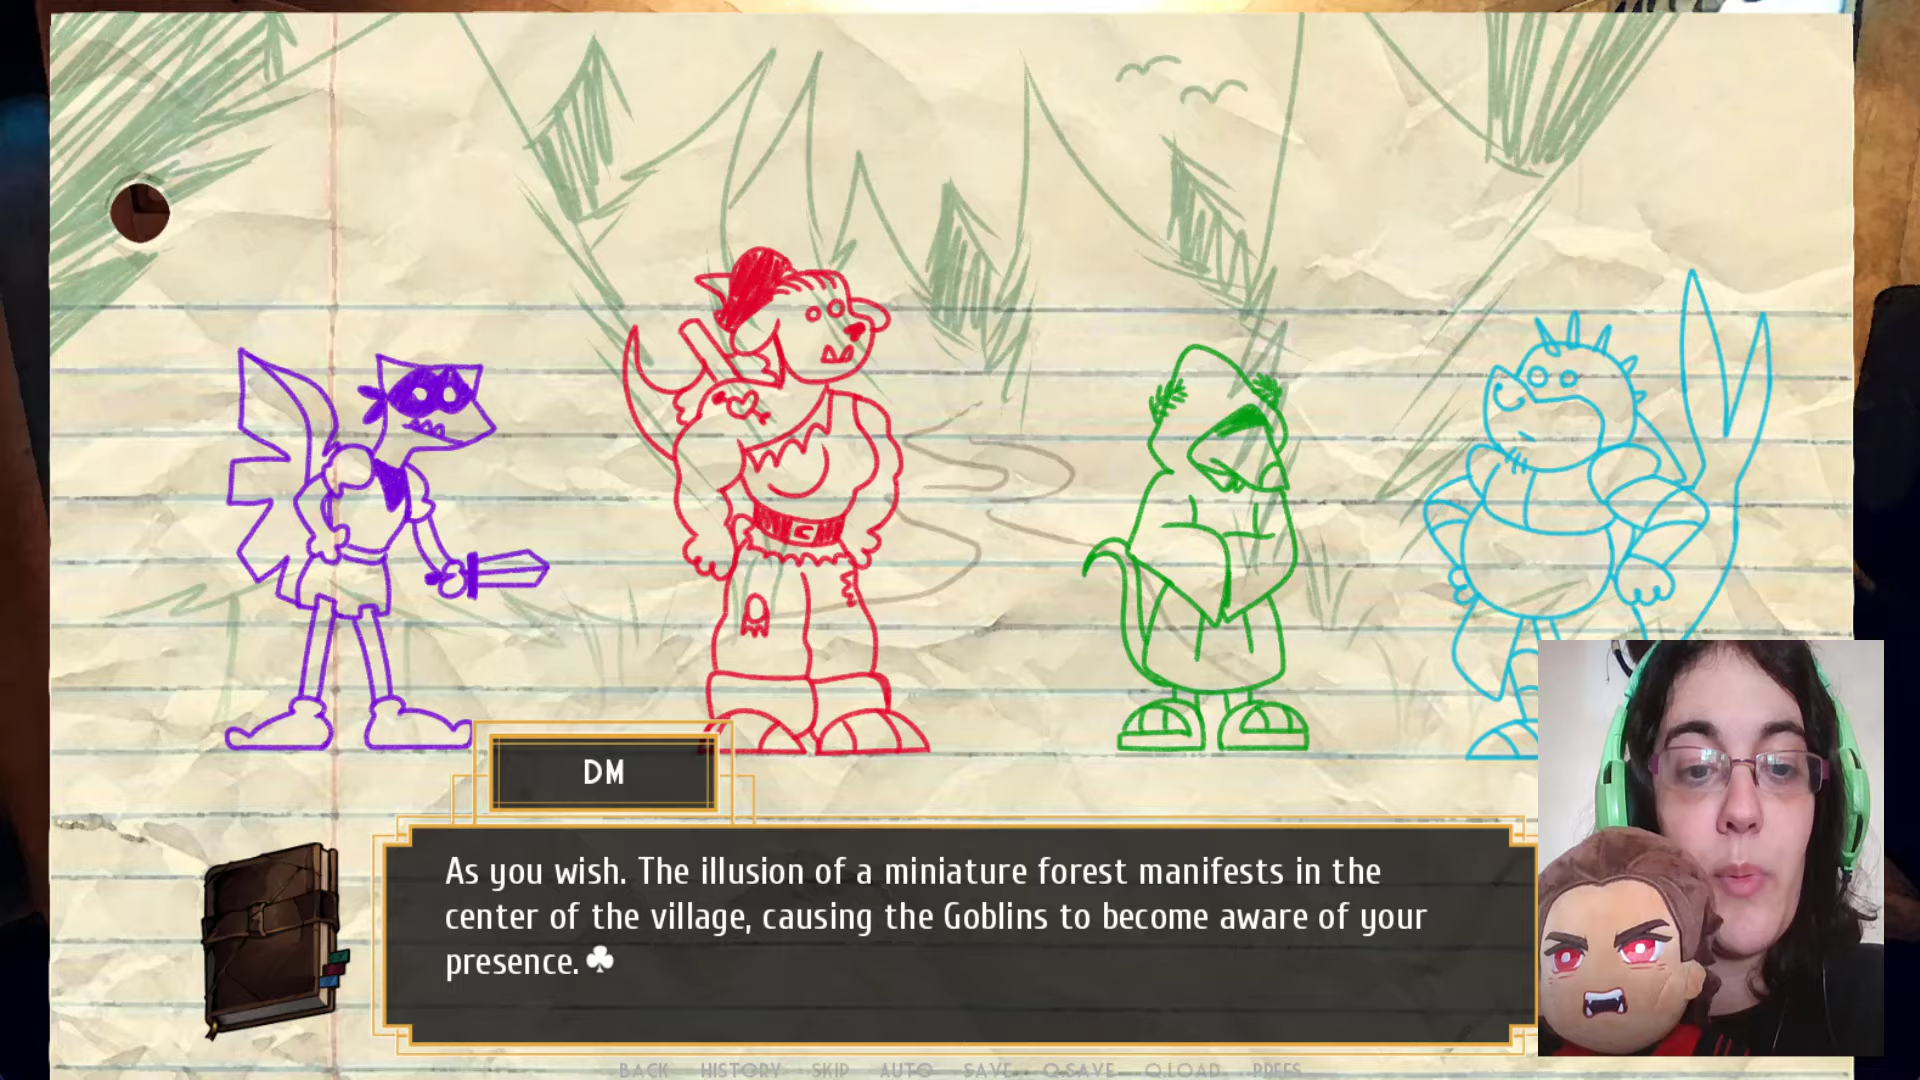 DM
As you wish. The illusion of a miniature forest manifests in the
center of the village, causing the Goblins to become aware of your
presence.
BACK HISTORY SKIP AUTO SAVE Q.SAVE Q.LOAD PREFS